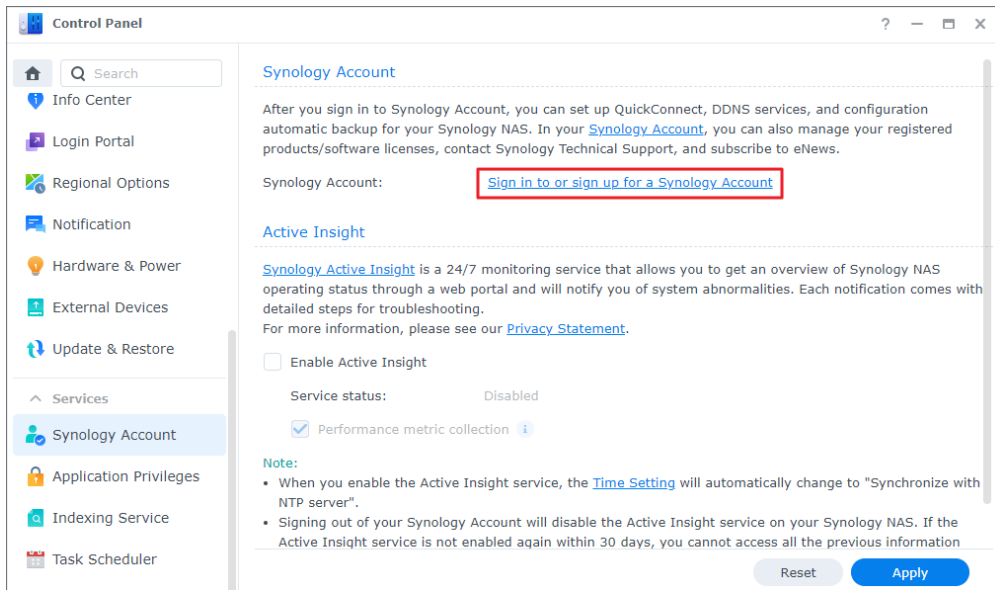 Control Panel
Search
Info Center
Login Portal
Regional Options
Notification
Hardware & Power
External Devices
Update & Restore
Services
Synology Account
Application Privileges
Indexing Service
Task Scheduler
Synology Account
After you sign in to Synology Account, you can set up QuickConnect, DDNS services, and configuration
automatic backup for your Synology NAS. In your Synology Account, you can also manage your registered
products/software licenses, contact Synology Technical Support, and subscribe to eNews.
Synology Account: Sign in to or sign up for a Synology Account
Active Insight
Synology Active Insight is a 24/7 monitoring service that allows you to get an overview of Synology NAS
operating status through a web portal and will notify you of system abnormalities. Each notification comes with
detailed steps for troubleshooting.
For more information, please see our Privacy Statement.
Enable Active Insight
Service status: Disabled
Performance metric collection
Note:
• When you enable the Active Insight service, the Time Setting will automatically change to "Synchronize with
NTP server".
• Signing out of your Synology Account will disable the Active Insight service on your Synology NAS. If the
Active Insight service is not enabled again within 30 days, you cannot access all the previous information
Reset Apply